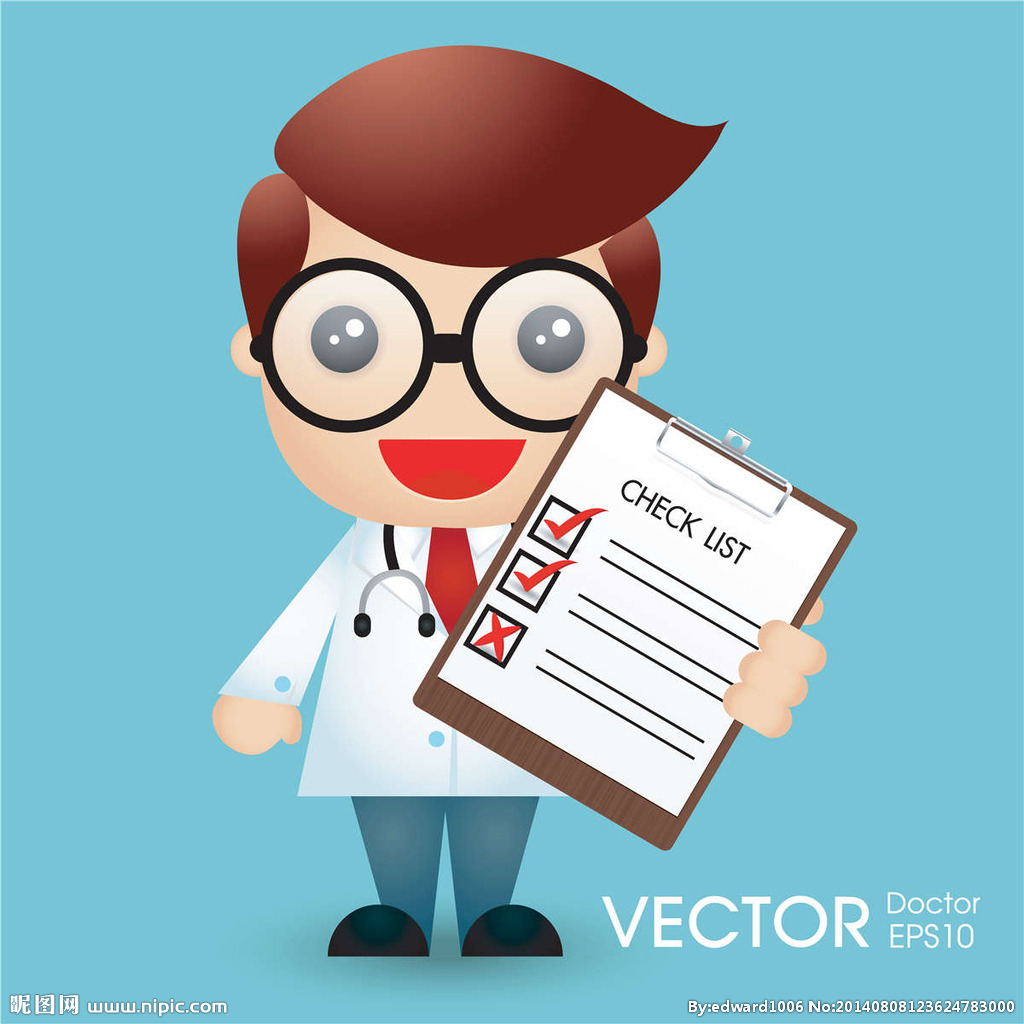 CHECK LIST
VECTOR
Doctor
EPS10
昵图网 www.nipic.com
By:edward1006 No:20140808123624783000